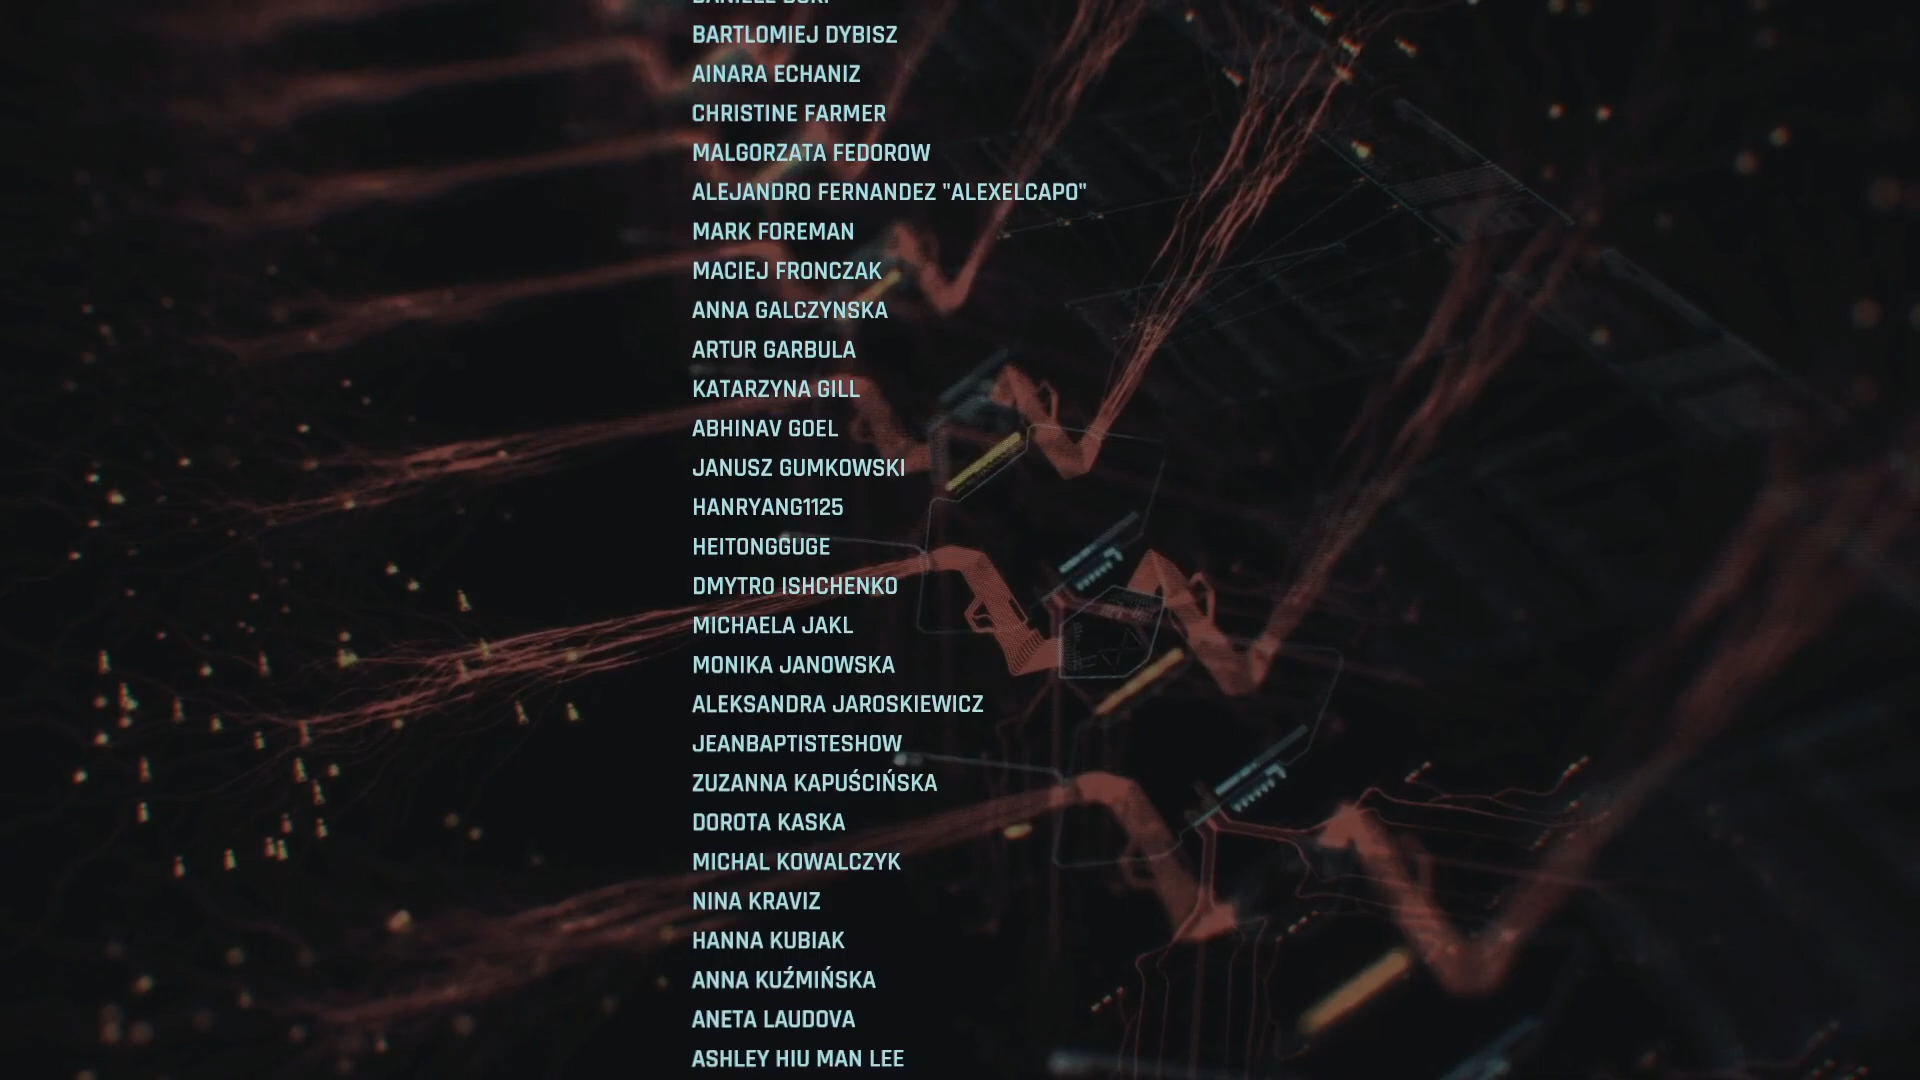 BARTLOMIEJ DYBISZ
AINARA ECHANIZ
CHRISTINE FARMER
MALGORZATA FEDOROW
ALEJANDRO FERNANDEZ "ALEXELCAPO"
MARK FOREMAN
MACIEJ FRONCZAK
ANNA GALCZYNSKA
ARTUR GARBULA
KATARZYNA GILL
ABHINAV GOEL
JANUSZ GUMKOWSKI
HANRYANG1125
HEITONGGUGE
DMYTRO ISHCHENKO
MICHAELA JAKL
MONIKA JANOWSKA
ALEKSANDRA JAROSKIEWICZ
JEANBAPTISTESHOW
ZUZANNA KAPUŚCIŃSKA
DOROTA KASKA
MICHAL KOWALCZYK
NINA KRAVIZ
HANNA KUBIAK
ANNA KUŹMIŃSKA
ANETA LAUDOVA
ASHLEY HIU MAN LEE